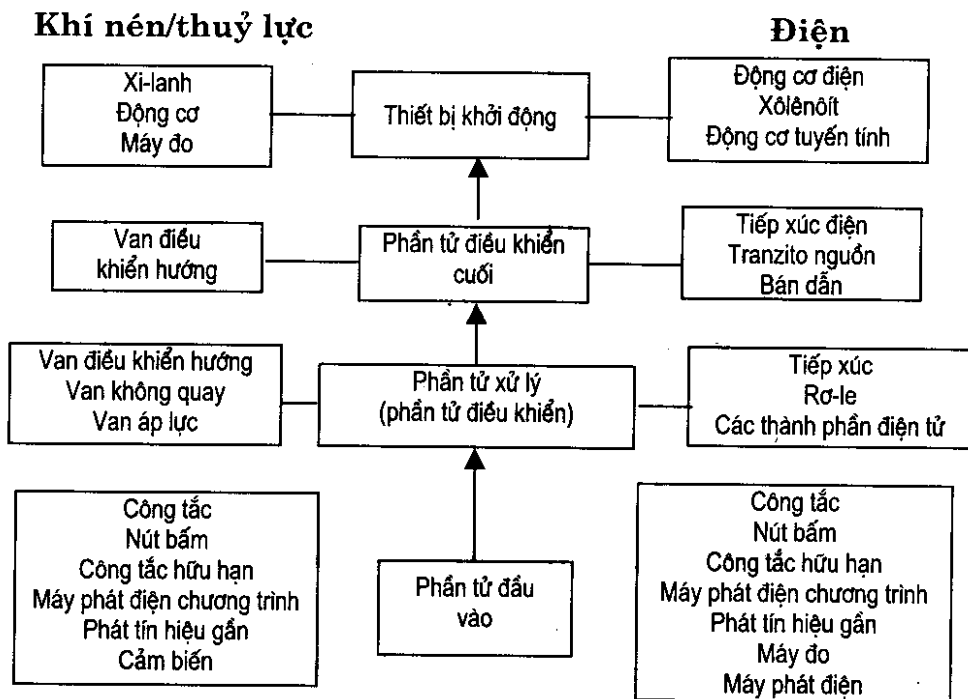 Khí nén/thuỷ lực
Điện
Xi-lanh
Động cơ
Máy đo
Thiết bị khởi động
Động cơ điện
Xôlênôít
Động cơ tuyến tính
Van điều
khiển hướng
Phần tử điều khiển
cuối
Tiếp xúc điện
Tranzito nguồn
Bán dẫn
Van điều khiển hướng
Van không quay
Van áp lực
Phần tử xử lý
(phần tử điều khiển)
Tiếp xúc
Rơ-le
Các thành phần điện tử
Công tắc
Nút bấm
Công tắc hữu hạn
Máy phát điện chương trình
Phát tín hiệu gần
Cảm biến
Phần tử đầu
vào
Công tắc
Nút bấm
Công tắc hữu hạn
Máy phát điện chương trình
Phát tín hiệu gần
Máy đo
Máy phát điện